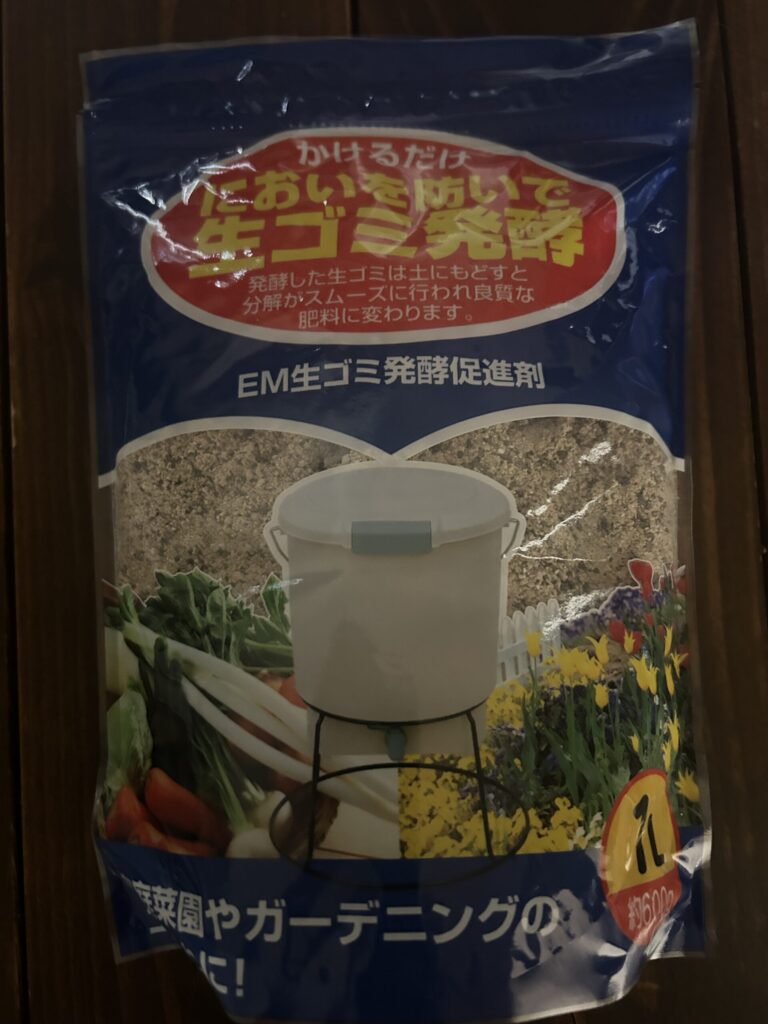 かけるだけ
においを防いで
生ゴミ発酵
発酵した生ゴミは土にもどすと
分解がスムーズに行われ良質な
肥料に変わります。
EM生ゴミ発酵促進剤
約600g
庭菜園やガーデニングの
に!